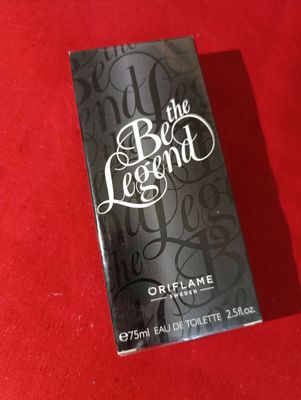 Be the
Legend
ORIFLAME
SWEDEN
℮75ml EAU DE TOILETTE 2.5fl.oz.